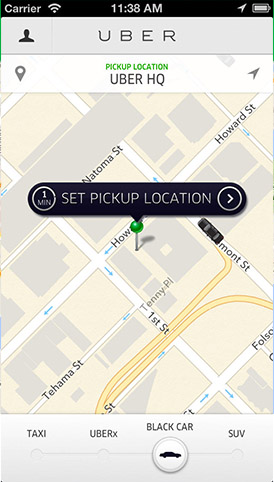 Carrier 11:38 AM
UBER
PICKUP LOCATION
UBER HQ
Natoma St
Howard St
1 MIN SET PICKUP LOCATION
How
mont St
Tenny Pl
1st St
Tehama St
TAXI UBERx BLACK CAR SUV